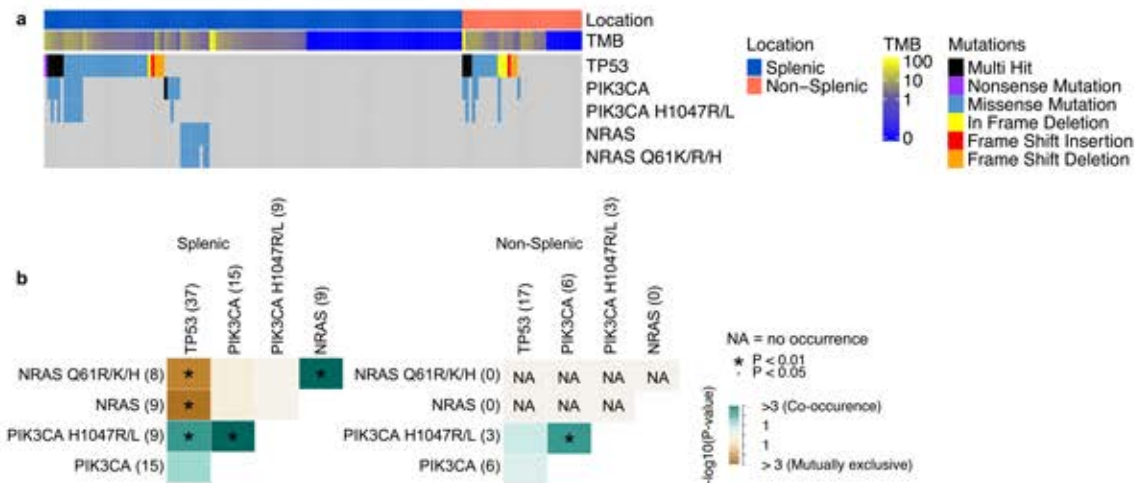 a
Location
TMB
TP53
PIK3CA
PIK3CA H1047R/L
NRAS
NRAS Q61K/R/H
Location
Splenic
Non-Splenic
TMB
100
10
1
0
Mutations
Multi Hit
Nonsense Mutation
Missense Mutation
In Frame Deletion
Frame Shift Insertion
Frame Shift Deletion
b
Splenic
TP53 (37)
PIK3CA (15)
PIK3CA H1047R/L (9)
NRAS (9)
NRAS Q61R/K/H (8) * *
NRAS (9) *
PIK3CA H1047R/L (9) * *
PIK3CA (15)
Non-Splenic
TP53 (17)
PIK3CA (6)
PIK3CA H1047R/L (3)
NRAS (0)
NRAS Q61R/K/H (0) NA NA NA NA
NRAS (0) NA NA NA
PIK3CA H1047R/L (3) *
PIK3CA (6)
NA = no occurrence
* P < 0.01
· P < 0.05
-log10(P-value)
>3 (Co-occurence)
1
1
> 3 (Mutually exclusive)